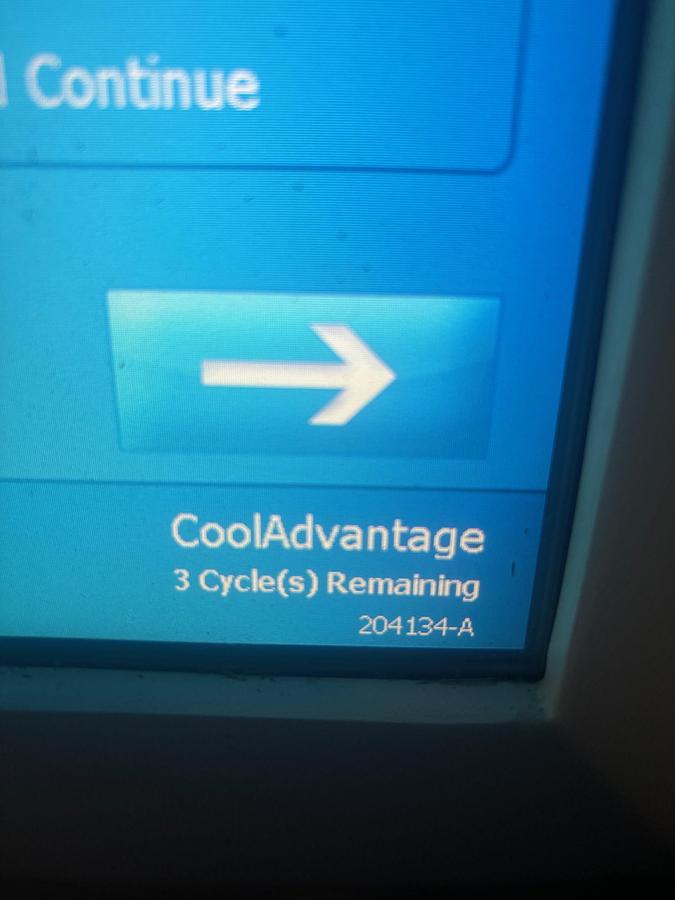 Continue
CoolAdvantage
3 Cycle(s) Remaining
204134-A